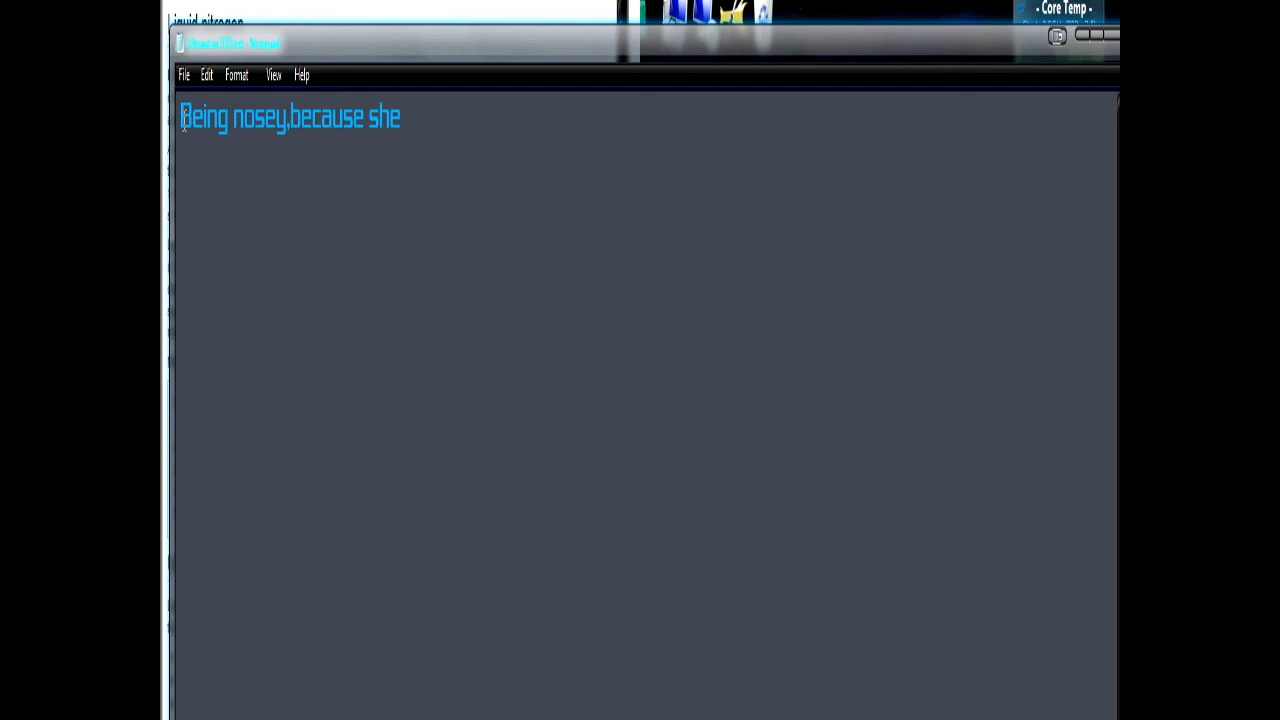 Liquid nitrogen
- Core Temp -
File Edit Format View Help
Being nosey,because she